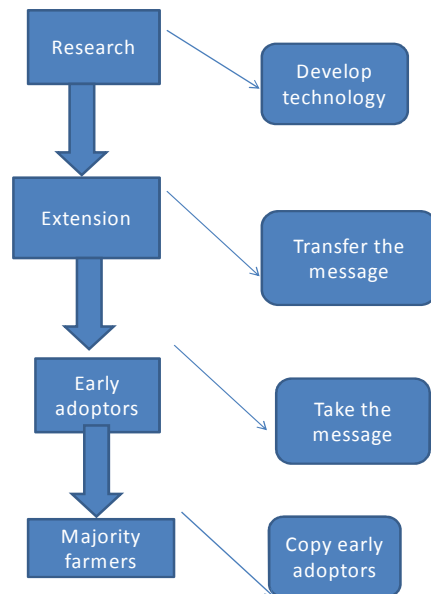 Research
Develop
technology
Extension
Transfer the
message
Early
adoptors
Take the
message
Majority
farmers
Copy early
adoptors